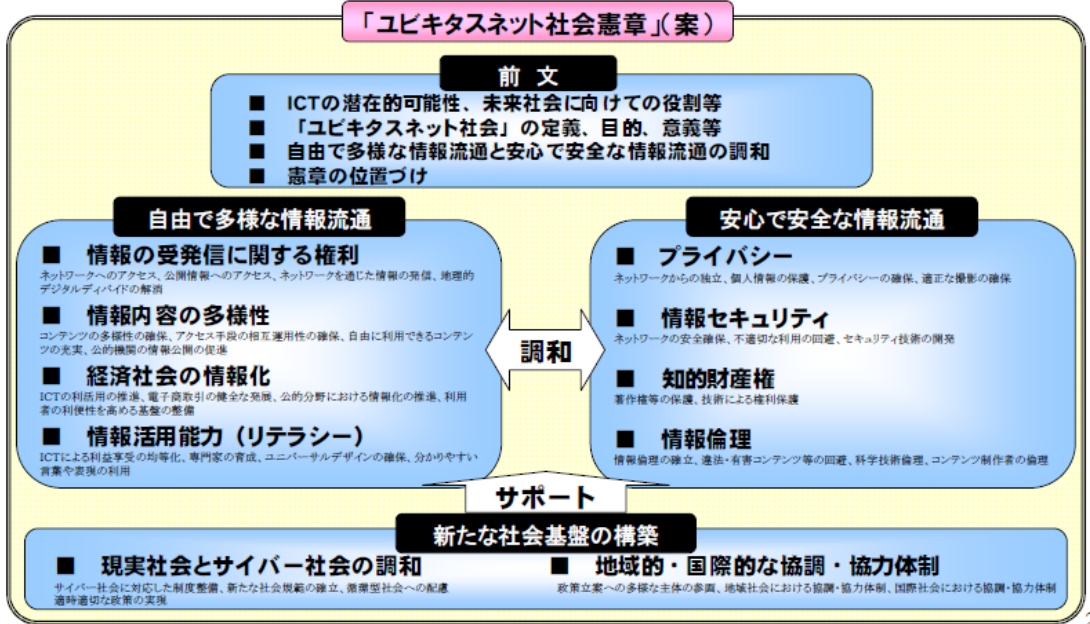 「ユビキタスネット社会憲章」(案)
前 文
■ ICTの潜在的可能性、未来社会に向けての役割等
■ 「ユビキタスネット社会」の定義、目的、意義等
■ 自由で多様な情報流通と安心で安全な情報流通の調和
■ 憲章の位置づけ
自由で多様な情報流通
■ 情報の受発信に関する権利
ネットワークへのアクセス、公開情報へのアクセス、ネットワークを通じた情報の発信、地理的
デジタルディバイドの解消
■ 情報内容の多様性
コンテンツの多様性の確保、アクセス手段の相互運用性の確保、自由に利用できるコンテン
ツの充実、公的機関の情報公開の促進
■ 経済社会の情報化
ICTの利活用の推進、電子商取引の健全な発展、公的分野における情報化の推進、利用
者の利便性を高める基盤の整備
■ 情報活用能力（リテラシー）
ICTによる利益享受の均等化、専門家の育成、ユニバーサルデザインの確保、分かりやすい
言葉や表現の利用
調和
安心で安全な情報流通
■ プライバシー
ネットワークからの独立、個人情報の保護、プライバシーの確保、適正な撮影の確保
■ 情報セキュリティ
ネットワークの安全確保、不適切な利用の回避、セキュリティ技術の開発
■ 知的財産権
著作権等の保護、技術による権利保護
■ 情報倫理
情報倫理の確立、違法・有害コンテンツ等の回避、科学技術倫理、コンテンツ制作者の倫理
サポート
新たな社会基盤の構築
■ 現実社会とサイバー社会の調和
サイバー社会に対応した制度整備、新たな社会規範の確立、循環型社会への配慮
適時適切な政策の実現
■ 地域的・国際的な協調・協力体制
政策立案への多様な主体の参画、地域社会における協調・協力体制、国際社会における協調・協力体制